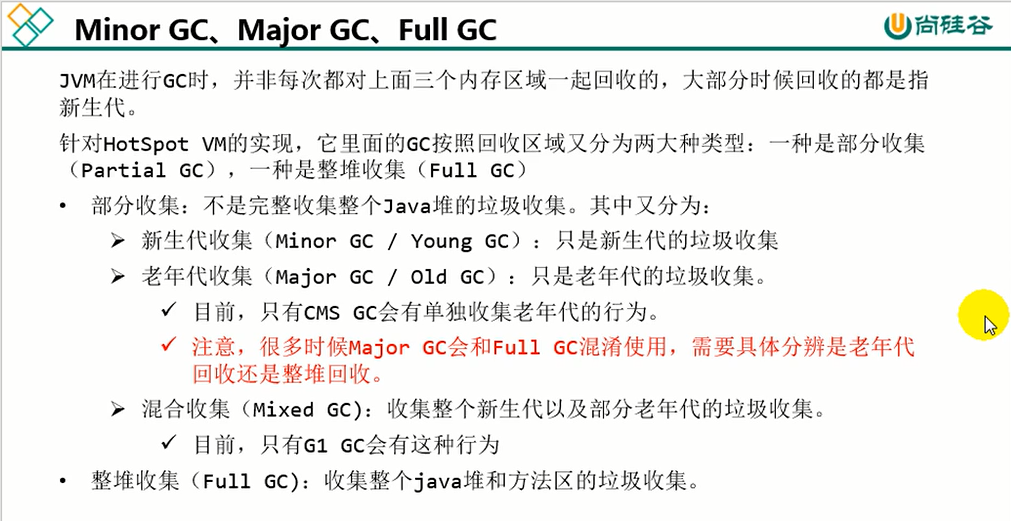 Minor GC、Major GC、Full GC
尚硅谷
JVM在进行GC时，并非每次都对上面三个内存区域一起回收的，大部分时候回收的都是指
新生代。
针对HotSpot VM的实现，它里面的GC按照回收区域又分为两大种类型：一种是部分收集
（Partial GC），一种是整堆收集（Full GC）
• 部分收集：不是完整收集整个Java堆的垃圾收集。其中又分为：
➢ 新生代收集（Minor GC / Young GC）：只是新生代的垃圾收集
➢ 老年代收集（Major GC / Old GC）：只是老年代的垃圾收集。
✓ 目前，只有CMS GC会有单独收集老年代的行为。
✓ 注意，很多时候Major GC会和Full GC混淆使用，需要具体分辨是老年代
回收还是整堆回收。
➢ 混合收集（Mixed GC）：收集整个新生代以及部分老年代的垃圾收集。
✓ 目前，只有G1 GC会有这种行为
• 整堆收集（Full GC）：收集整个java堆和方法区的垃圾收集。